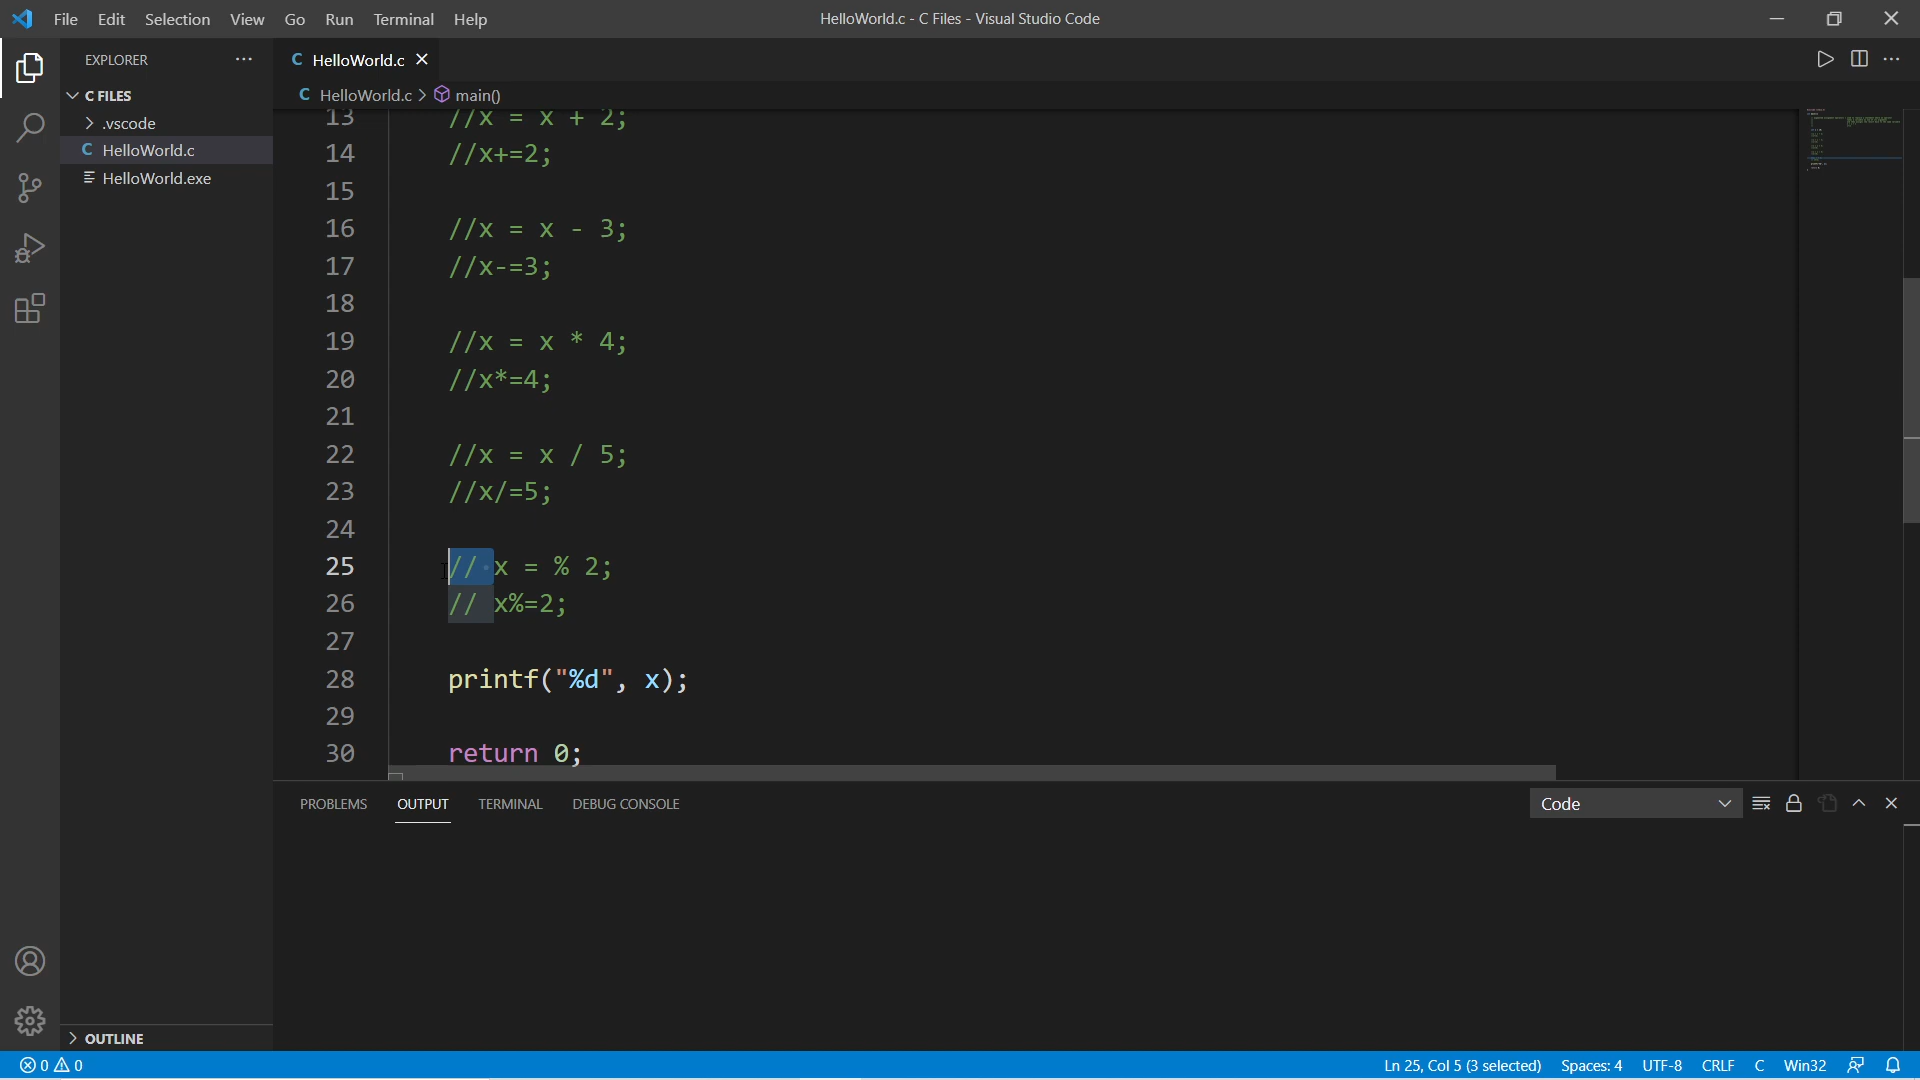 File Edit Selection View Go Run Terminal Help
HelloWorld.c - C Files - Visual Studio Code
EXPLORER
C HelloWorld.c
C FILES
C HelloWorld.c > main()
.vscode
C HelloWorld.c
HelloWorld.exe
13 //x = x + 2;
14 //x+=2;
15
16 //x = x - 3;
17 //x-=3;
18
19 //x = x * 4;
20 //x*=4;
21
22 //x = x / 5;
23 //x/=5;
24
25 // x = % 2;
26 // x%=2;
27
28 printf("%d", x);
29
30 return 0;
PROBLEMS OUTPUT TERMINAL DEBUG CONSOLE
Code
OUTLINE
0 0
Ln 25, Col 5 (3 selected) Spaces: 4 UTF-8 CRLF C Win32